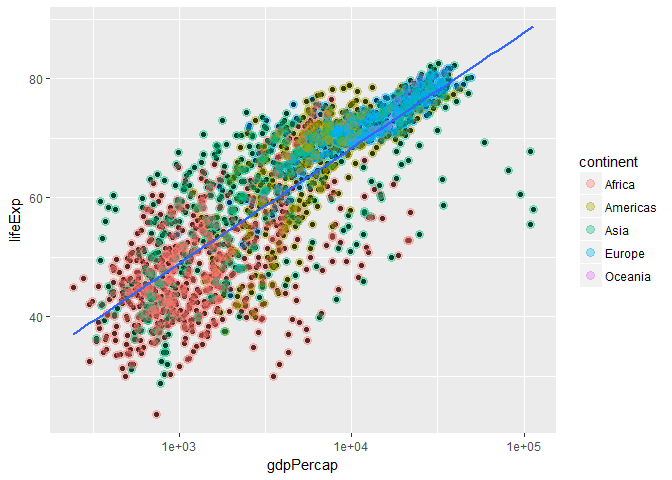 80
60
40
lifeExp
1e+03
1e+04
1e+05
gdpPercap
continent
Africa
Americas
Asia
Europe
Oceania